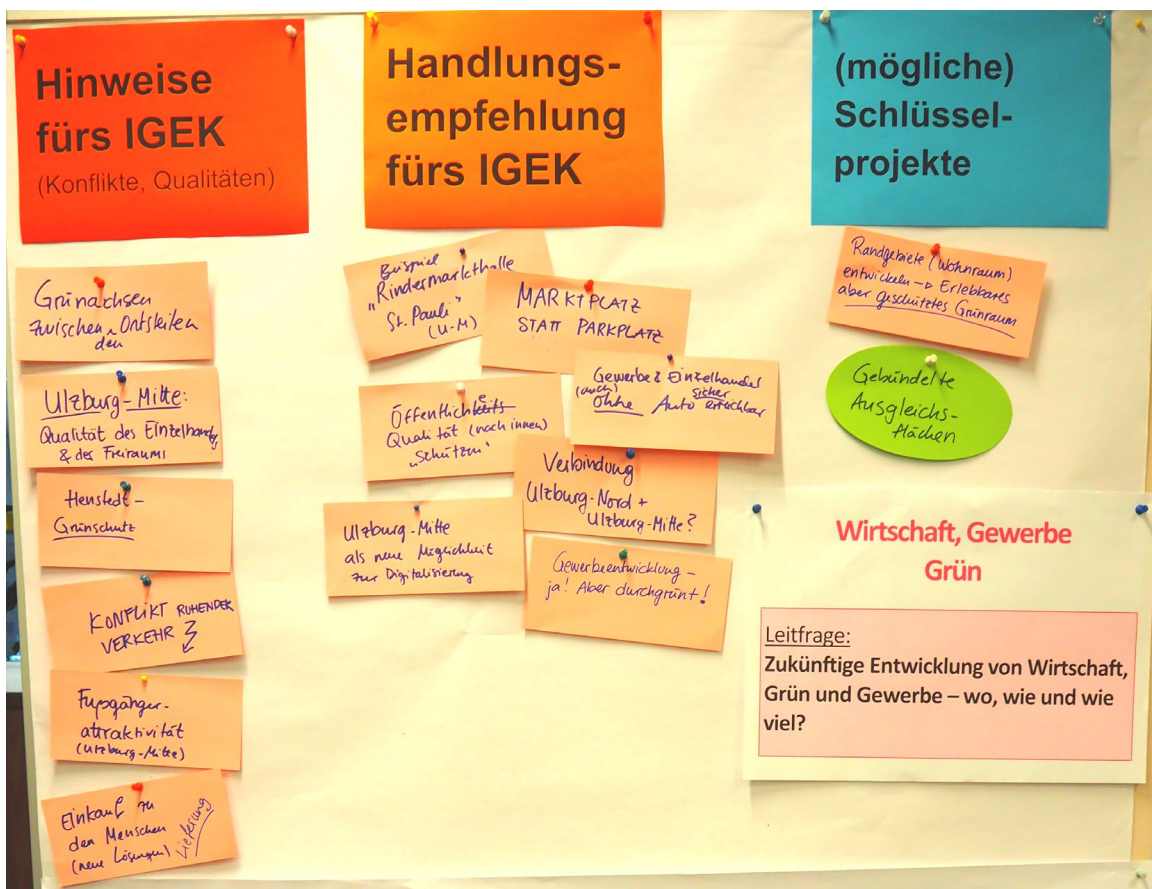 Hinweise
fürs IGEK
(Konflikte, Qualitäten)
Grünachsen
zwischen den Ortsteilen
Ulzburg-Mitte:
Qualität des Einzelhandels
& des Freiraums
Henstedt –
Grünschutz
KONFLIKT RUHENDER
VERKEHR
Fußgänger-
attraktivität
(Ulzburg-Mitte)
Einkauf zu
den Menschen
(neue Lösungen)
Lieferung
Handlungs-
empfehlung
fürs IGEK
Beispiel
„Rindermarkthalle
St. Pauli"
(U-M)
MARKTPLATZ
STATT PARKPLATZ
Gewerbe & Einzelhandel
(auch) sicher
ohne Auto erreichbar
Öffentliche
Qualität (nach innen)
„Schützen"
Verbindung
Ulzburg-Nord +
Ulzburg-Mitte?
Ulzburg-Mitte
als neue Möglichkeit
zur Digitalisierung
Gewerbeentwicklung –
ja! Aber durchgrünt!
(mögliche)
Schlüssel-
projekte
Randgebiete (Wohnraum)
entwickeln → Erlebbares
aber geschütztes Grünraum
Gebündelte
Ausgleichs-
flächen
Wirtschaft, Gewerbe
Grün
Leitfrage:
Zukünftige Entwicklung von Wirtschaft,
Grün und Gewerbe – wo, wie und wie
viel?